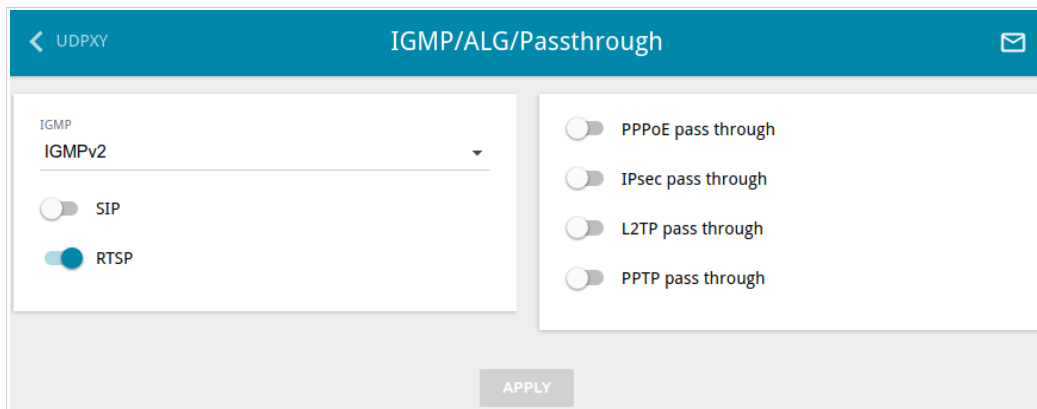 UDPXY
IGMP/ALG/Passthrough
IGMP
IGMPv2
SIP
RTSP
PPPoE pass through
IPsec pass through
L2TP pass through
PPTP pass through
APPLY